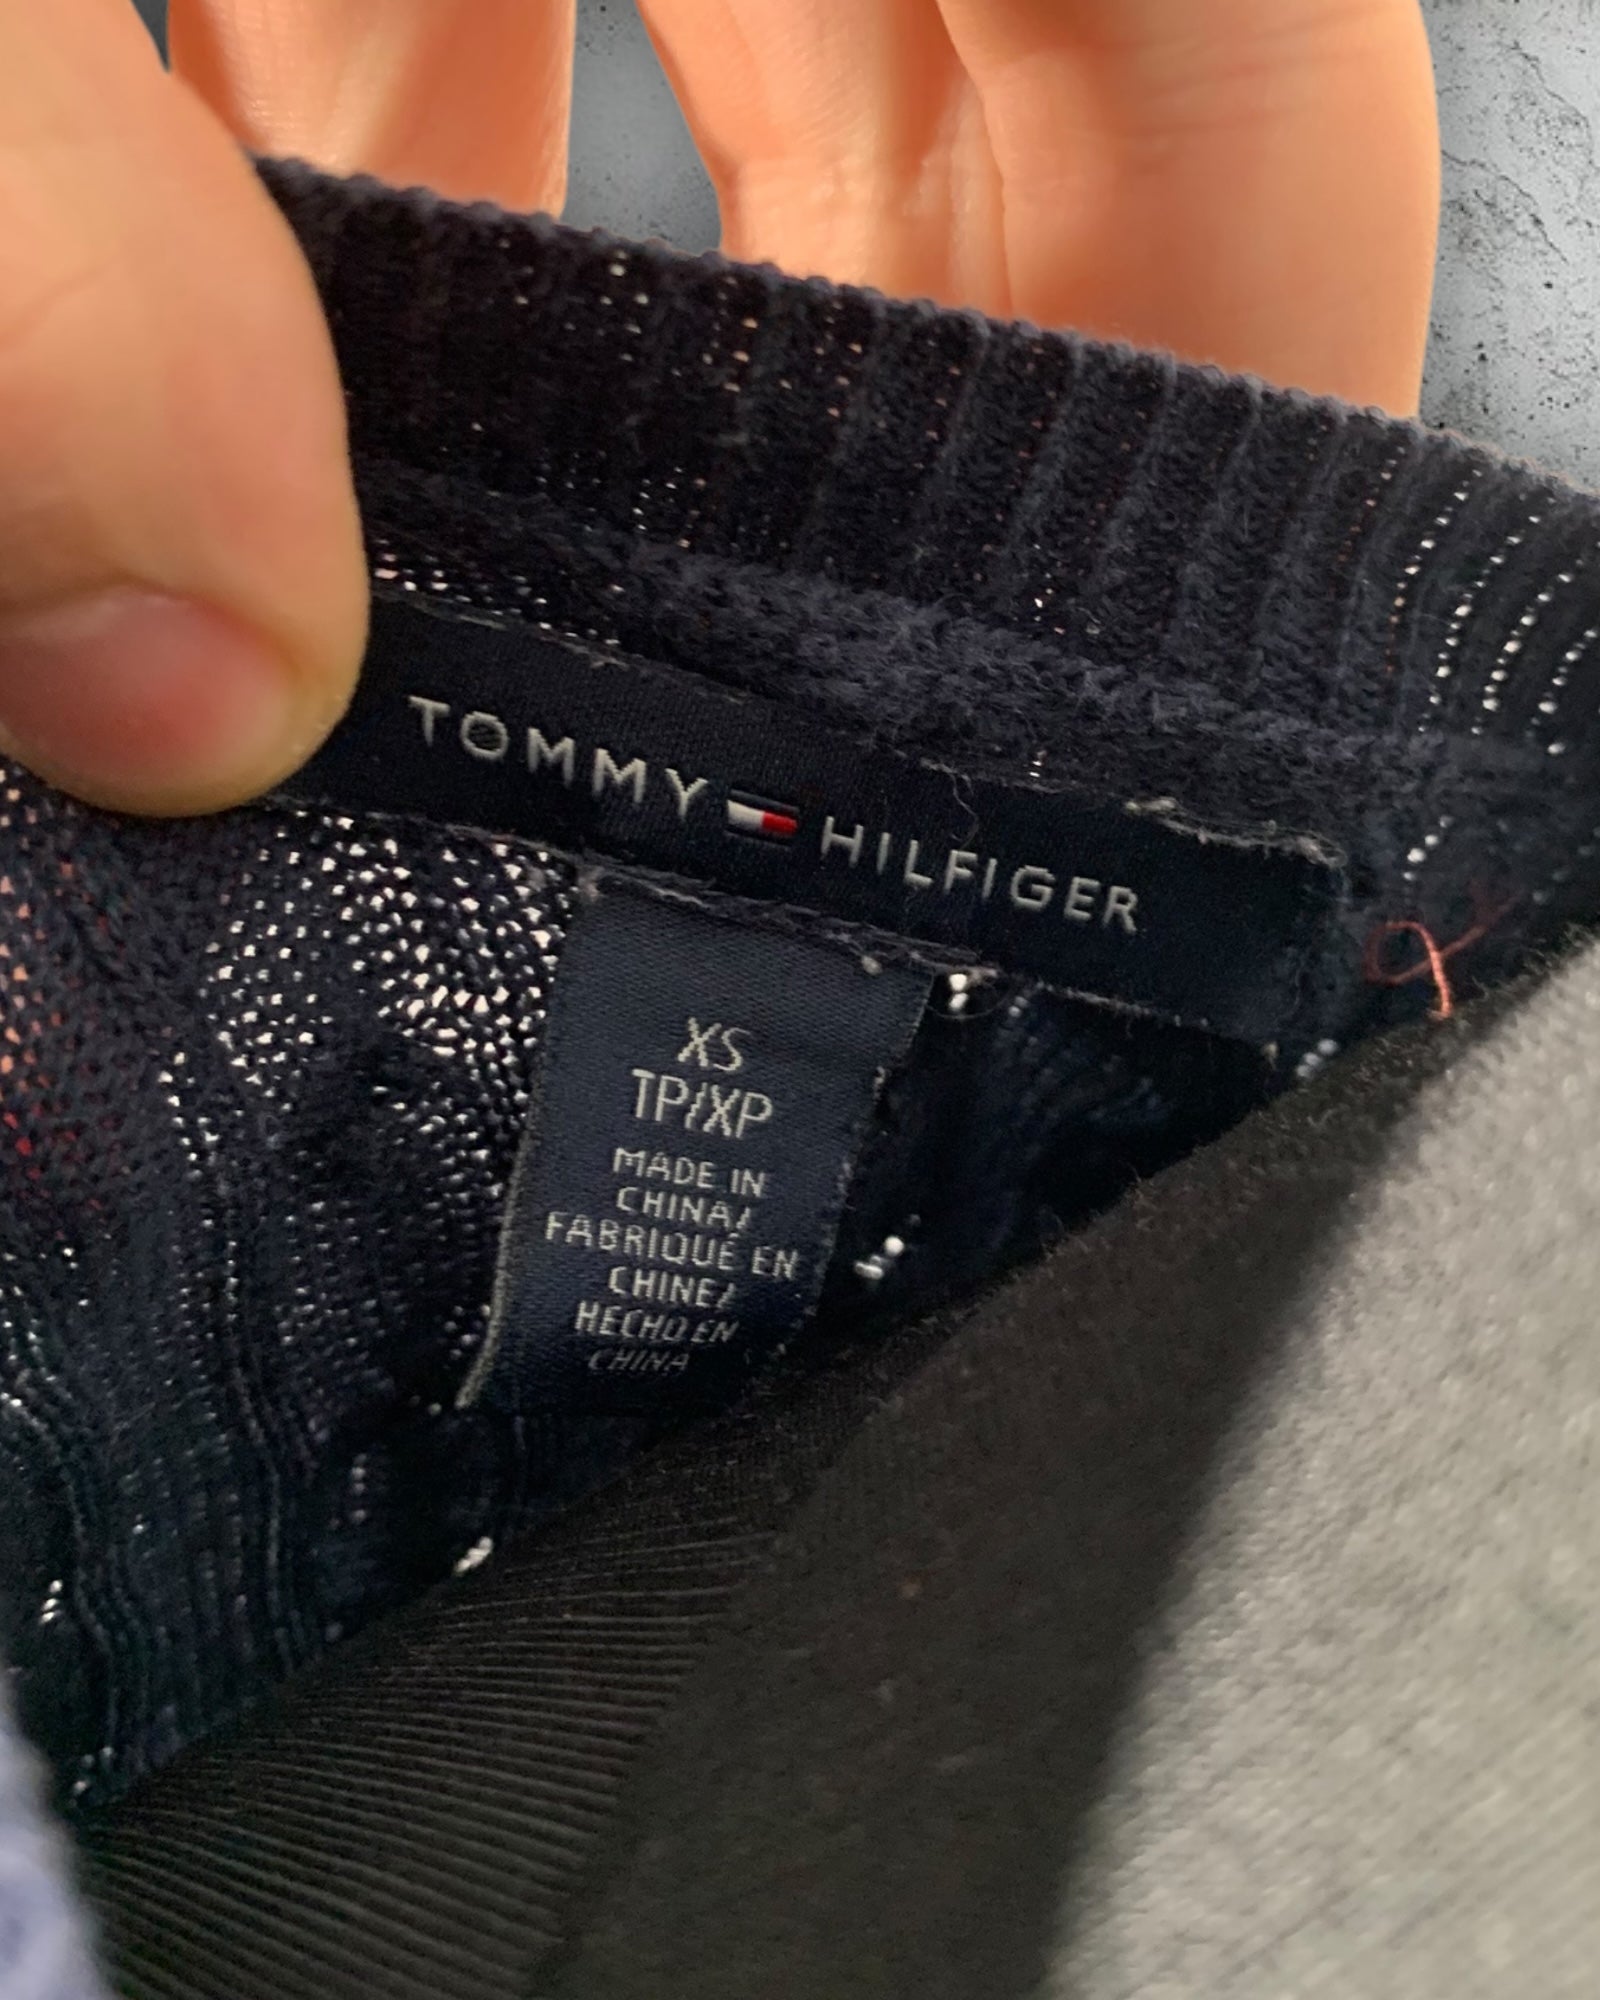 TOMMY HILFIGER
XS
TP/XP
MADE IN
CHINA/
FABRIQUÉ EN
CHINE/
HECHO EN
CHINA